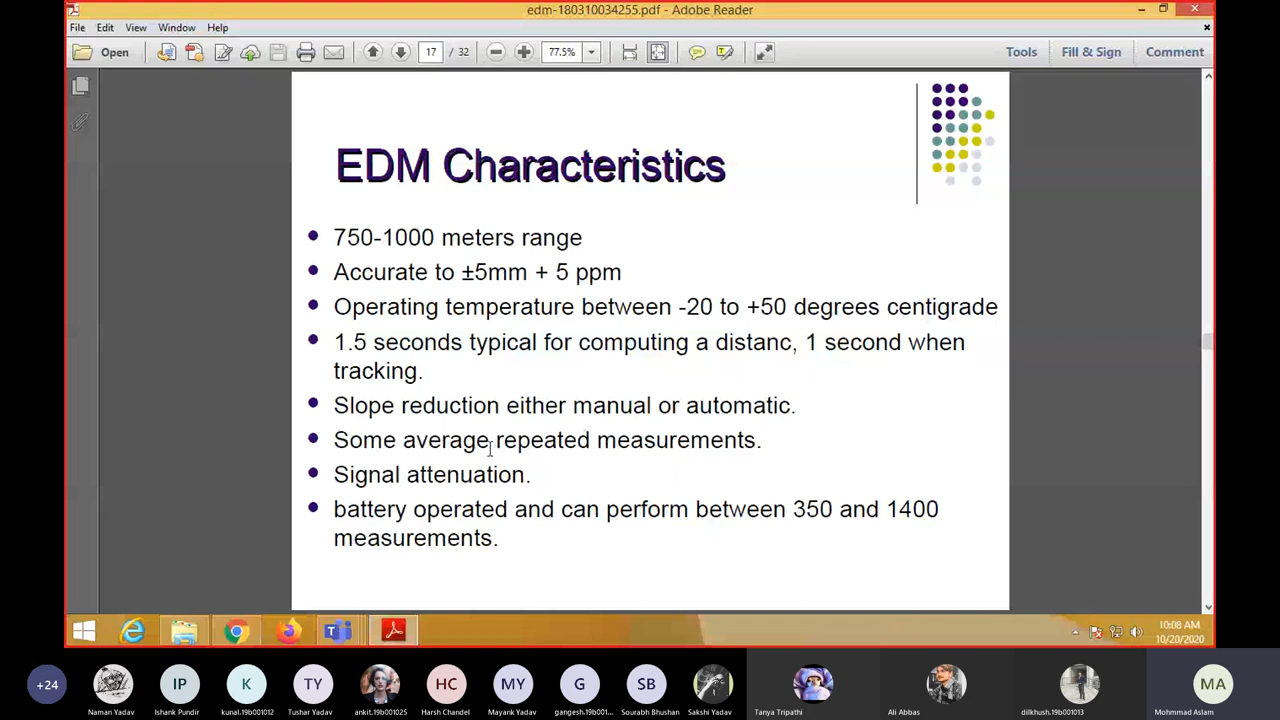 edm-180310034255.pdf - Adobe Reader
File Edit View Window Help
Open 17 / 32 77.5% Tools Fill & Sign Comment
EDM Characteristics
750-1000 meters range
Accurate to ±5mm + 5 ppm
Operating temperature between -20 to +50 degrees centigrade
1.5 seconds typical for computing a distanc, 1 second when
tracking.
Slope reduction either manual or automatic.
Some average repeated measurements.
Signal attenuation.
battery operated and can perform between 350 and 1400
measurements.
10:08 AM
10/20/2020
+24 IP K TY HC MY G SB MA
Naman Yadav Ishank Pundir kunal.19b001012 Tushar Yadav ankit.19b001025 Harsh Chandel Mayank Yadav gangesh.19b001... Sourabh Bhushan Sakshi Yadav Tanya Tripathi Ali Abbas dilkhush.19b001013 Mohmmad Aslam